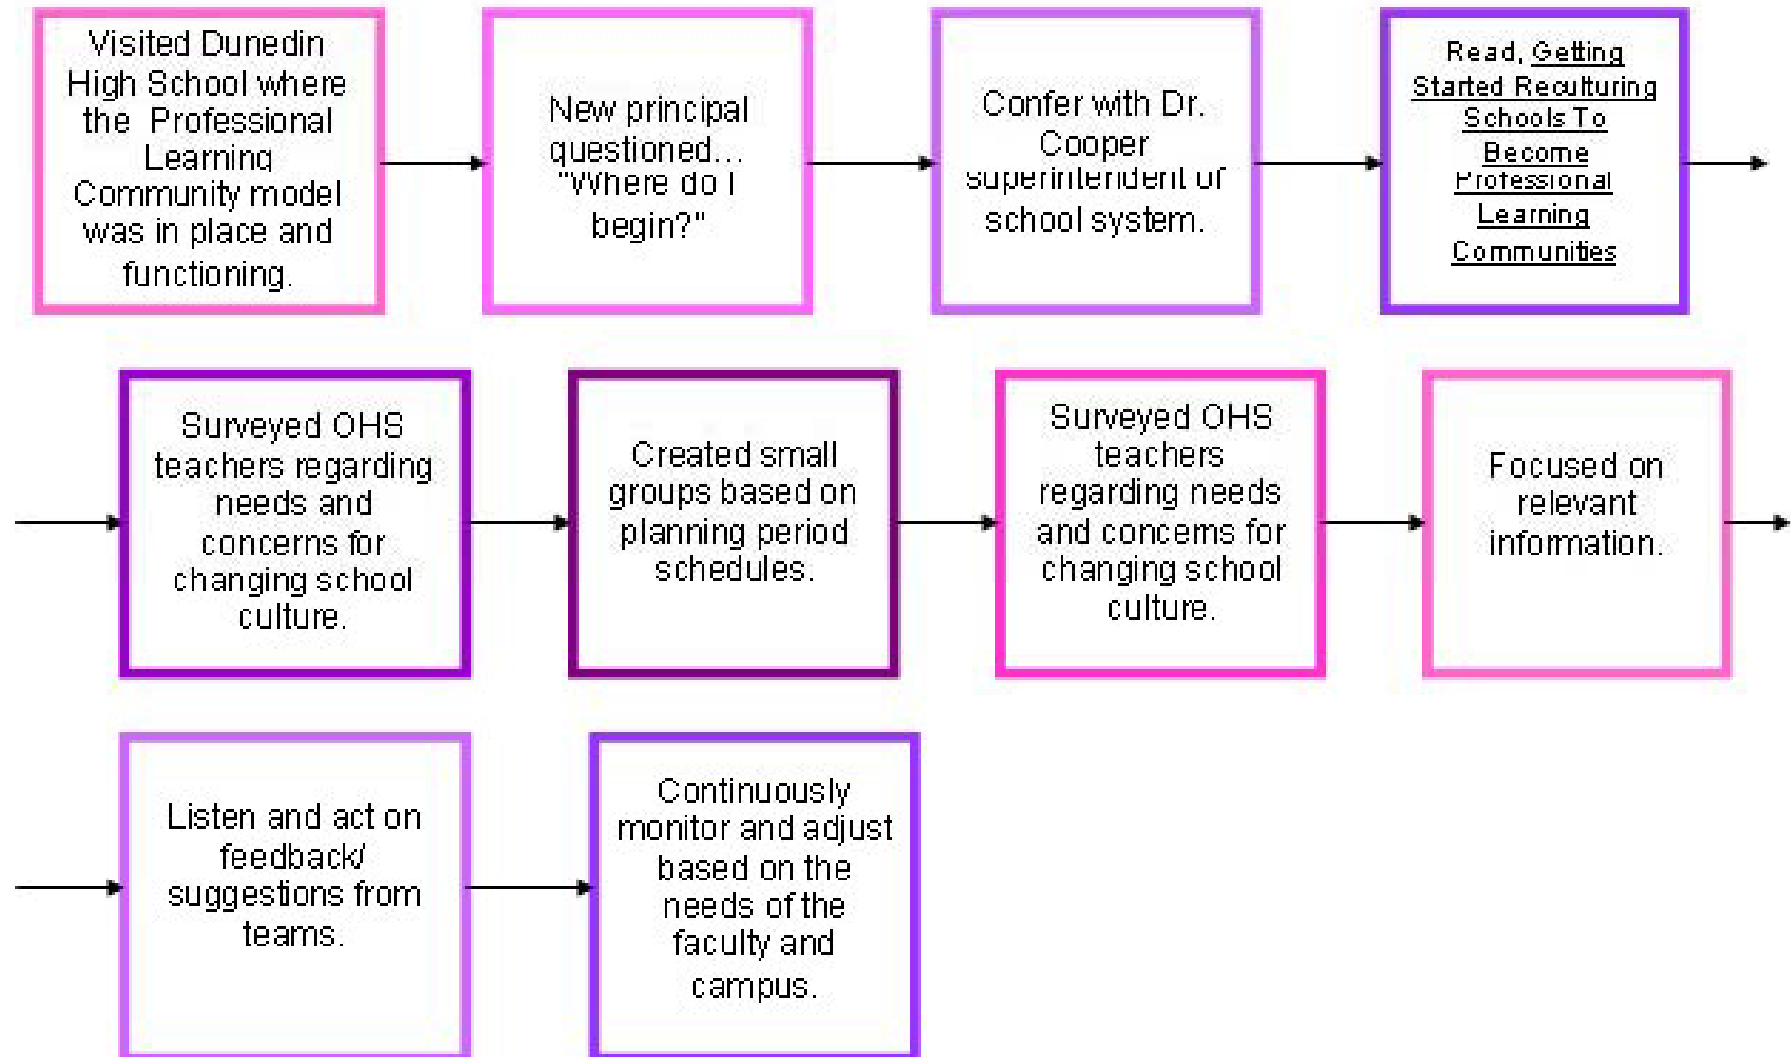 Visited Dunedin
High School where
the Professional
Learning
Community model
was in place and
functioning.
New principal
questioned...
"Where do I
begin?"
Confer with Dr.
Cooper
superintendent of
school system.
Read, Getting
Started Reculturing
Schools To
Become
Professional
Learning
Communities
Surveyed OHS
teachers regarding
needs and
concerns for
changing school
culture.
Created small
groups based on
planning period
schedules.
Surveyed OHS
teachers
regarding needs
and concerns for
changing school
culture.
Focused on
relevant
information.
Listen and act on
feedback/
suggestions from
teams.
Continuously
monitor and adjust
based on the
needs of the
faculty and
campus.